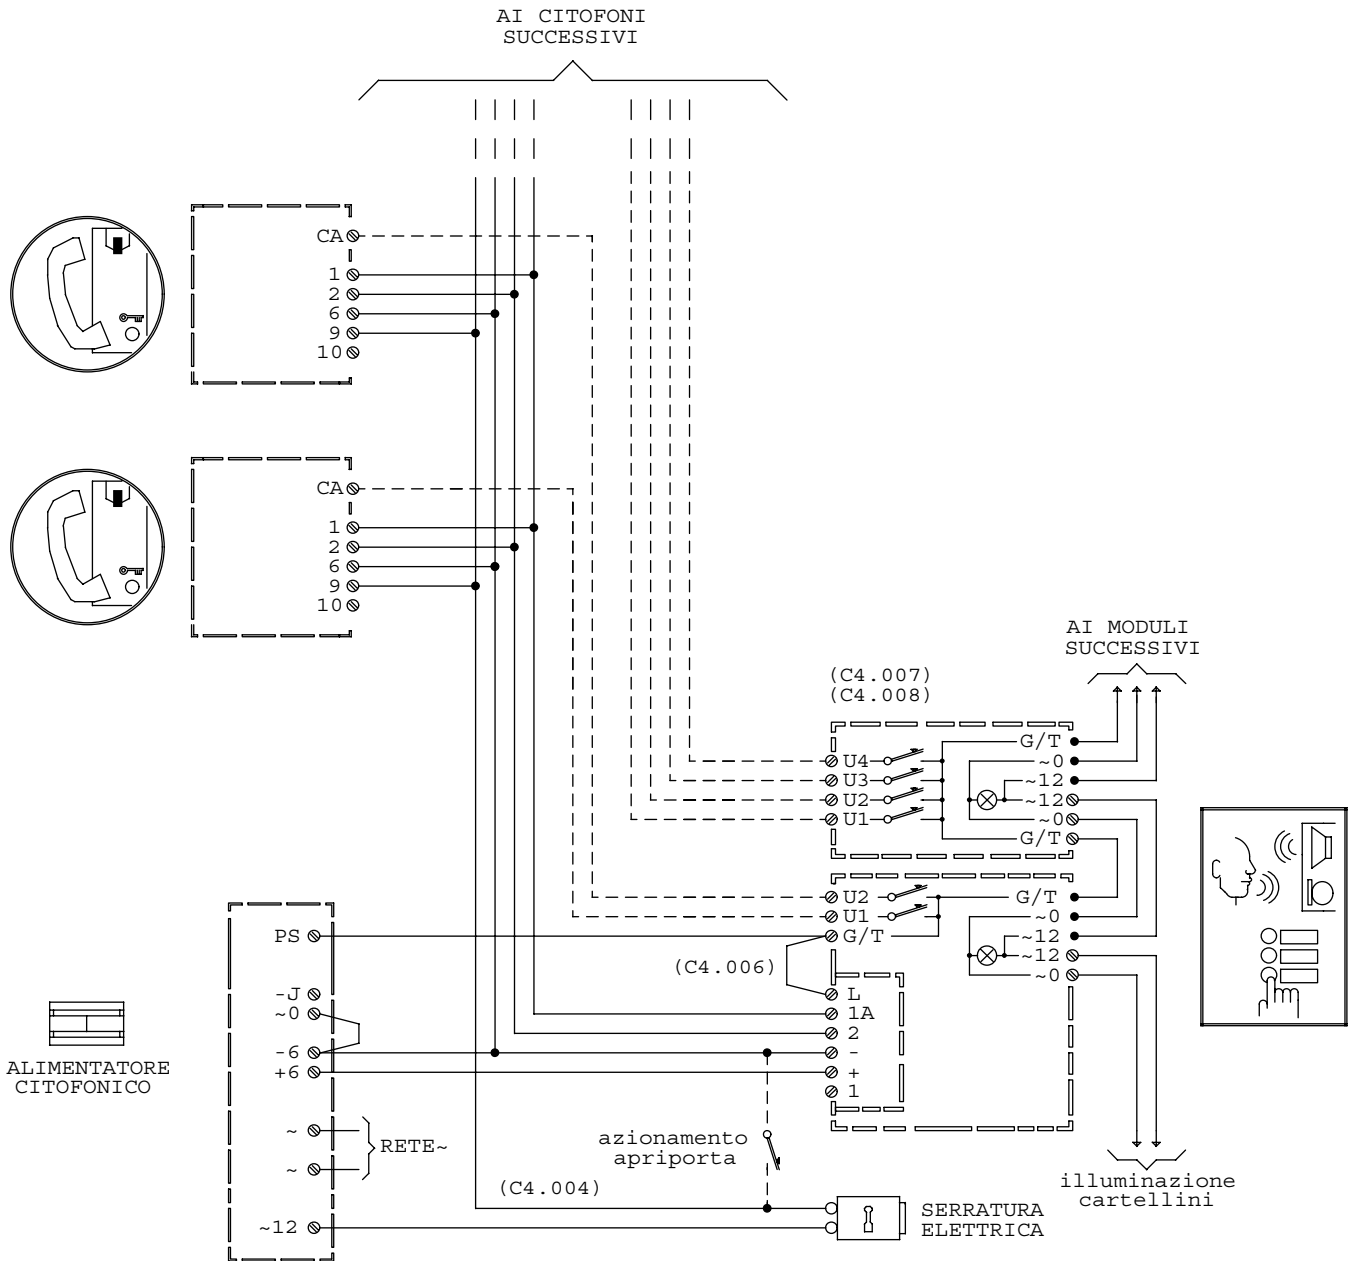 AI CITOFONI
SUCCESSIVI
CA
1
2
6
9
10
CA
1
2
6
9
10
AI MODULI
SUCCESSIVI
(C4.007)
(C4.008)
G/T
U4
~0
U3
~12
U2
~12
U1
~0
G/T
U2
G/T
U1
~0
PS
G/T
~12
(C4.006)
~12
~0
-J
L
~0
1A
2
-6
-
+6
+
1
ALIMENTATORE
CITOFONICO
~
RETE~
~
azionamento
apriporta
(C4.004)
illuminazione
cartellini
~12
SERRATURA
ELETTRICA